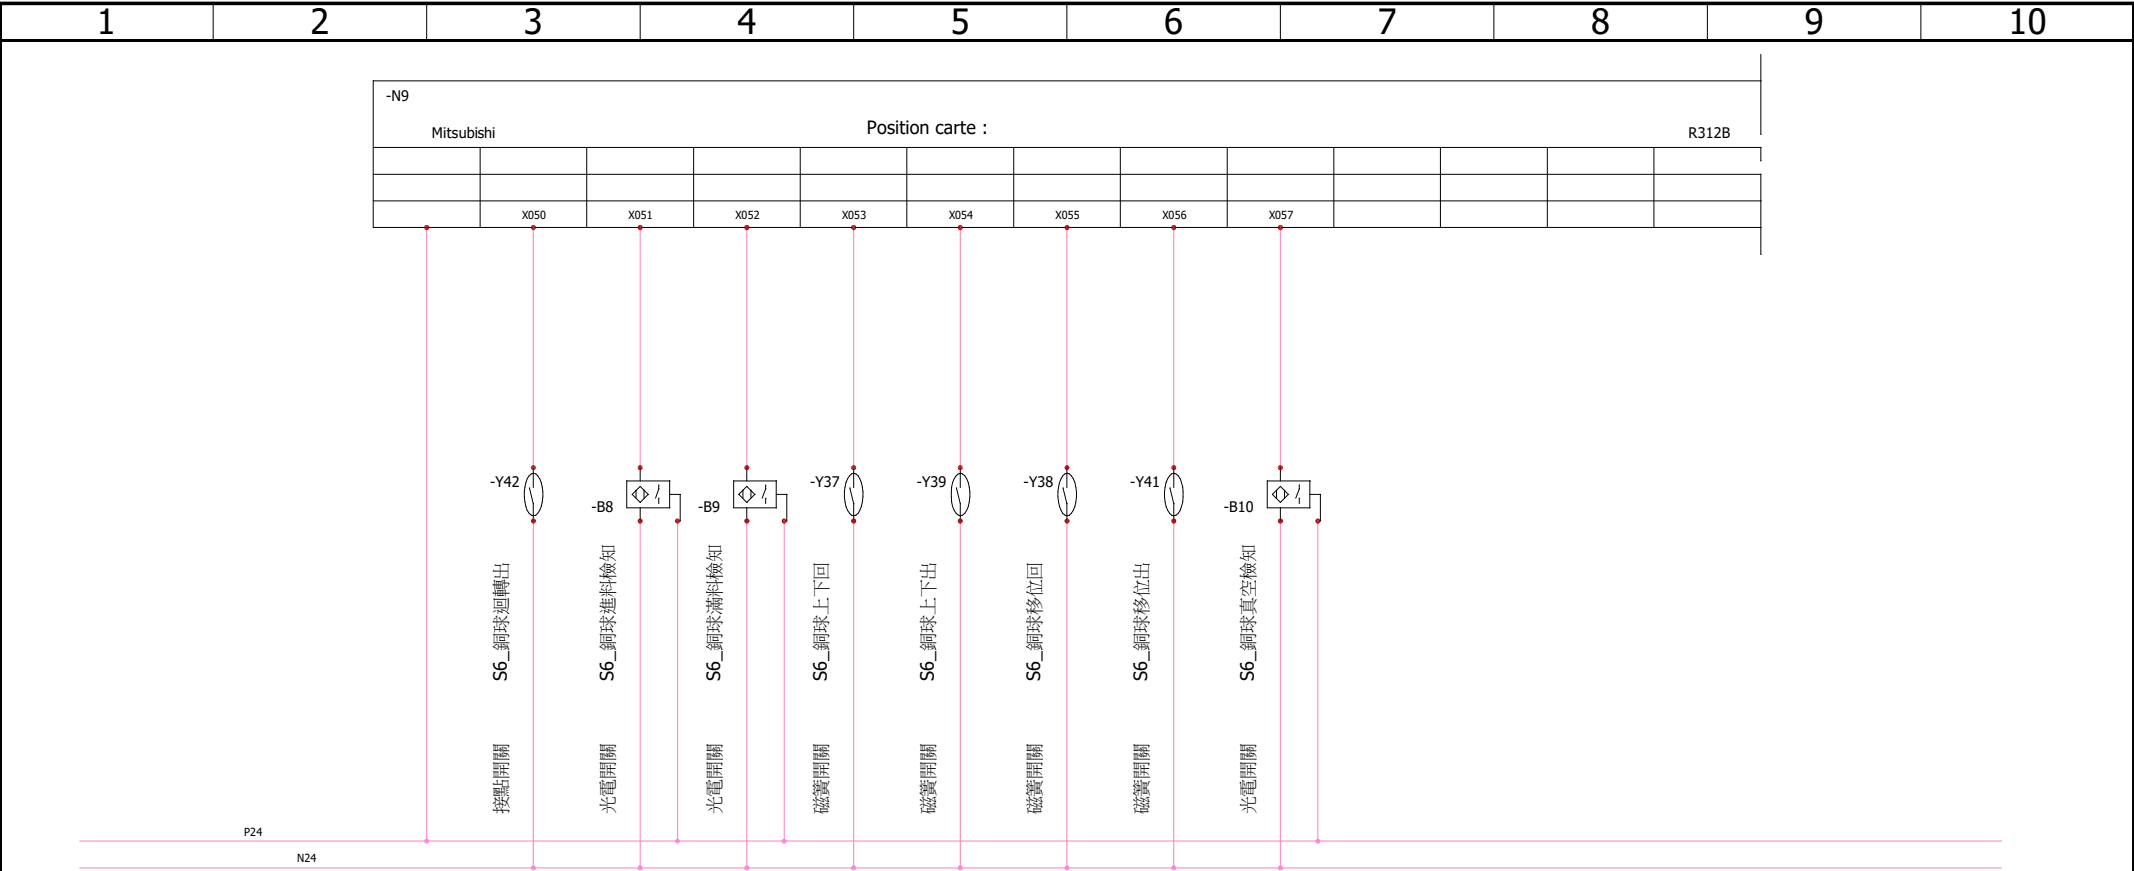 1 2 3 4 5 6 7 8 9 10
-N9
Mitsubishi Position carte : R312B
X050 X051 X052 X053 X054 X055 X056 X057
-Y42 -B8 -B9 -Y37 -Y39 -Y38 -Y41 -B10
S6_銅球迴轉出
S6_銅球進料檢知
S6_銅球滿料檢知
S6_銅球上下回
S6_銅球上下出
S6_銅球移位回
S6_銅球移位出
S6_銅球真空檢知
接點開關
光電開關
光電開關
磁簧開關
磁簧開關
磁簧開關
磁簧開關
光電開關
P24
N24